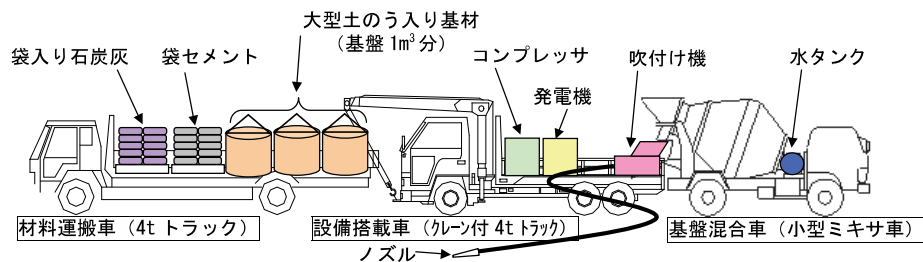 大型土のう入り基材
（基盤1m³分）
袋入り石炭灰
袋セメント
コンプレッサ
発電機
吹付け機
水タンク
材料運搬車（4t トラック）
設備搭載車（クレーン付 4t トラック）
基盤混合車（小型ミキサ車）
ノズル